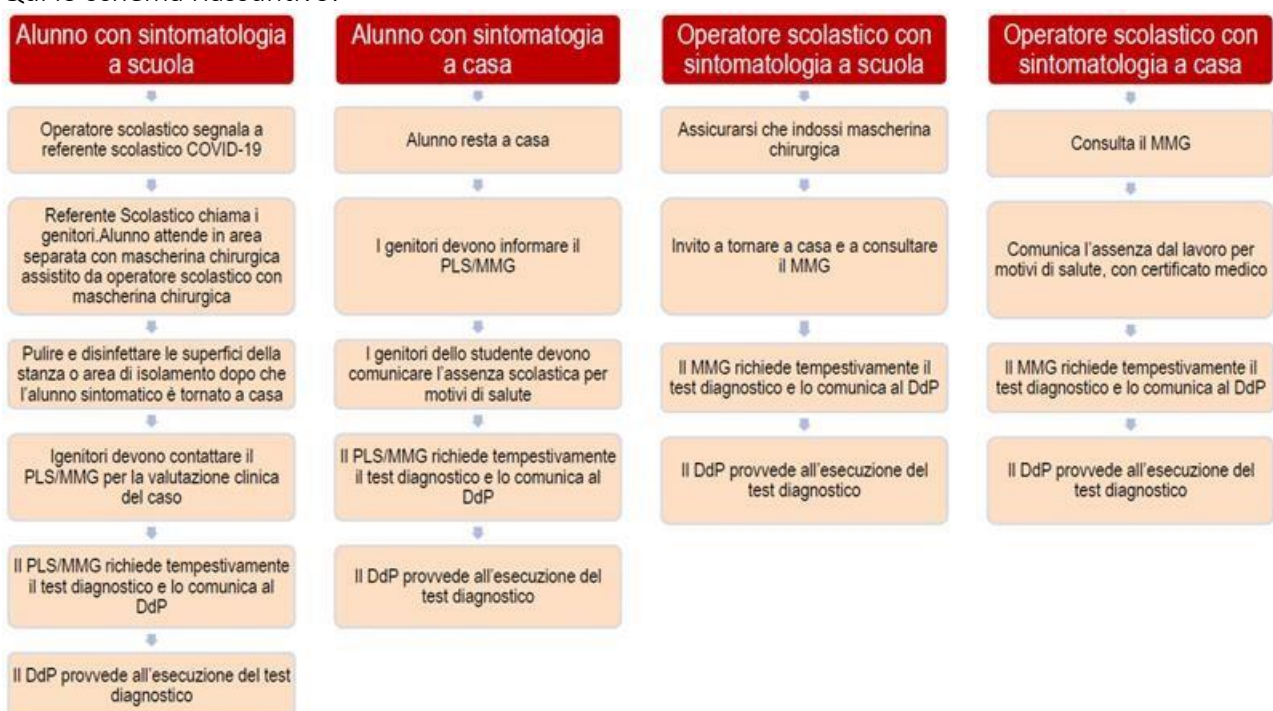 Alunno con sintomatologia
a scuola
Operatore scolastico segnala a
referente scolastico COVID-19
Referente Scolastico chiama i
genitori.Alunno attende in area
separata con mascherina chirurgica
assistito da operatore scolastico con
mascherina chirurgica
Pulire e disinfettare le superfici della
stanza o area di isolamento dopo che
l'alunno sintomatico è tornato a casa
Igenitori devono contattare il
PLS/MMG per la valutazione clinica
del caso
Il PLS/MMG richiede tempestivamente
il test diagnostico e lo comunica al
DdP
Il DdP provvede all'esecuzione del test
diagnostico
Alunno con sintomatogia
a casa
Alunno resta a casa
I genitori devono informare il
PLS/MMG
I genitori dello studente devono
comunicare l'assenza scolastica per
motivi di salute
Il PLS/MMG richiede tempestivamente
il test diagnostico e lo comunica al
DdP
Il DdP provvede all'esecuzione del
test diagnostico
Operatore scolastico con
sintomatologia a scuola
Assicurarsi che indossi mascherina
chirurgica
Invito a tornare a casa e a consultare
il MMG
Il MMG richiede tempestivamente il
test diagnostico e lo comunica al DdP
Il DdP provvede all'esecuzione del
test diagnostico
Operatore scolastico con
sintomatologia a casa
Consulta il MMG
Comunica l'assenza dal lavoro per
motivi di salute, con certificato medico
Il MMG richiede tempestivamente il
test diagnostico e lo comunica al DdP
Il DdP provvede all'esecuzione del
test diagnostico